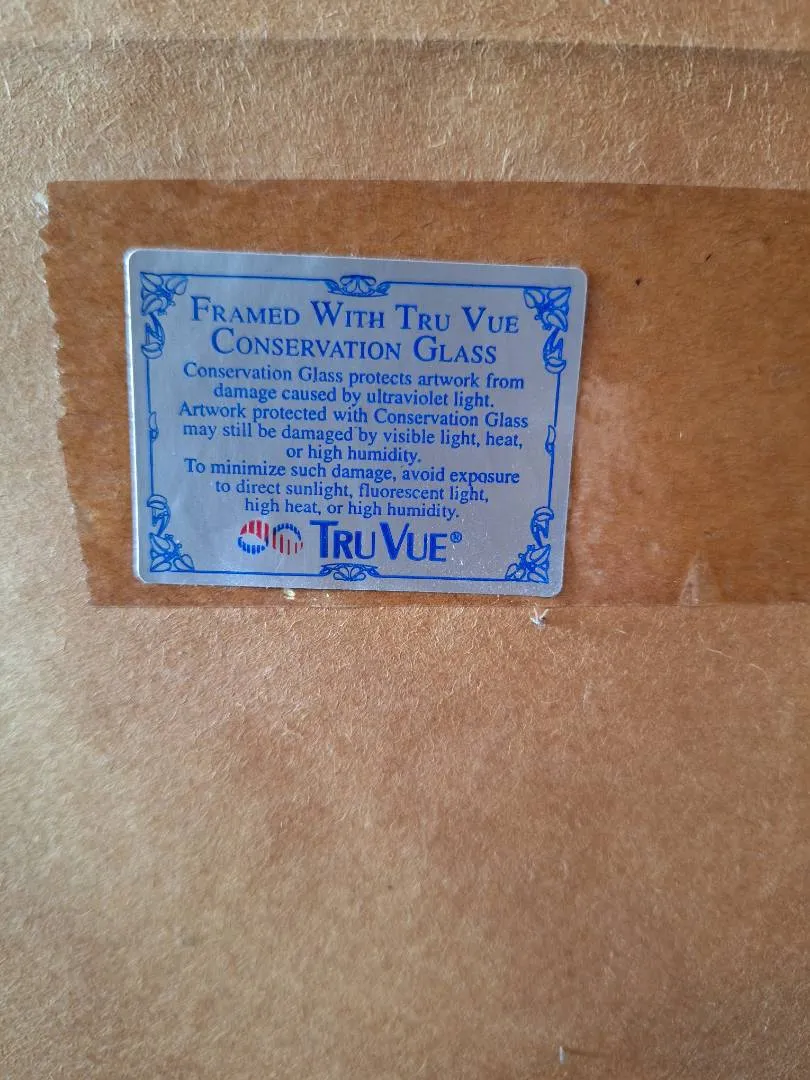 FRAMED WITH TRU VUE
CONSERVATION GLASS
Conservation Glass protects artwork from
damage caused by ultraviolet light.
Artwork protected with Conservation Glass
may still be damaged by visible light, heat,
or high humidity.
To minimize such damage, avoid exposure
to direct sunlight, fluorescent light,
high heat, or high humidity.
TRU VUE®